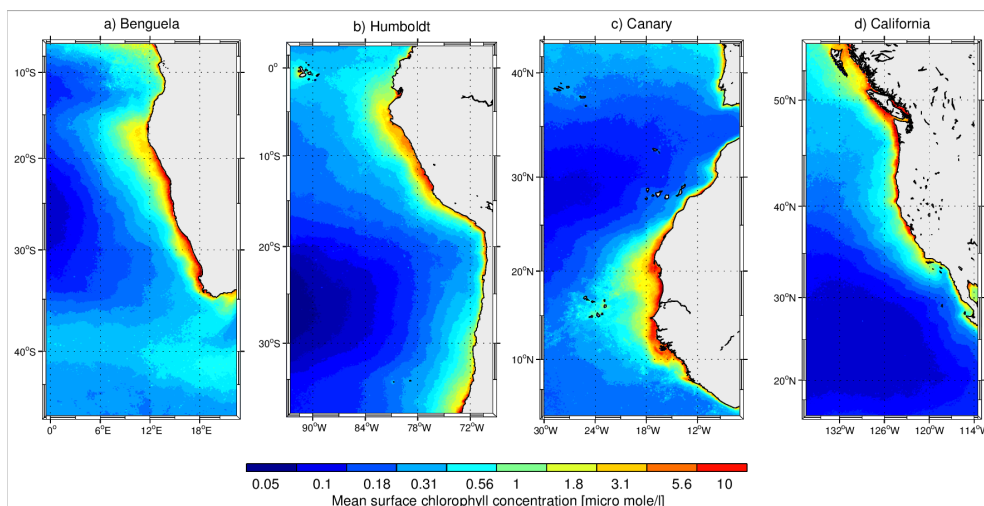 a) Benguela
b) Humboldt
c) Canary
d) California
10°S
20°S
30°S
40°S
0°
6°E
12°E
18°E
0°
10°S
20°S
30°S
90°W
84°W
78°W
72°W
40°N
30°N
20°N
10°N
30°W
24°W
18°W
12°W
50°N
40°N
30°N
20°N
132°W
126°W
120°W
114°W
0.05 0.1 0.18 0.31 0.56 1 1.8 3.1 5.6 10
Mean surface chlorophyll concentration [micro mole/l]